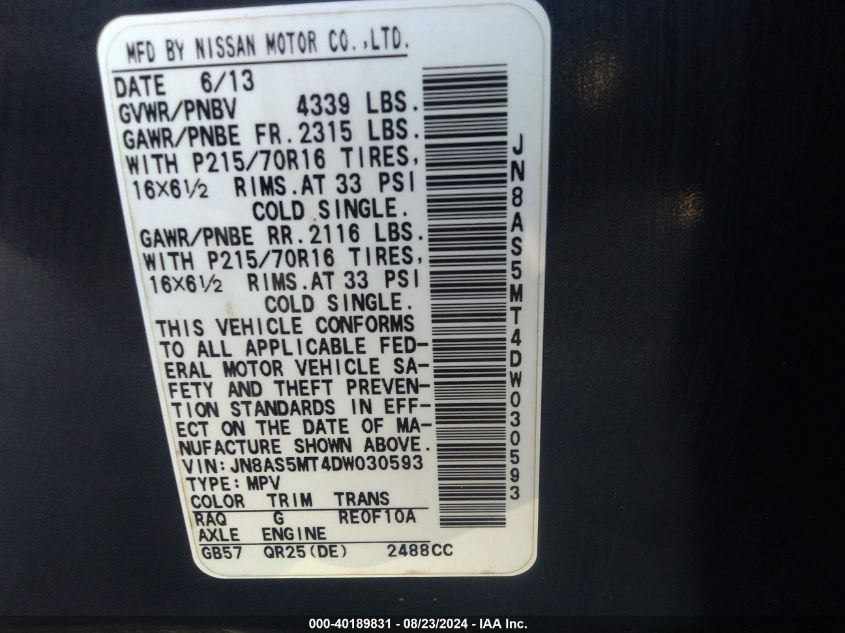 MFD BY NISSAN MOTOR CO.,LTD.
DATE 6/13
GVWR/PNBV 4339 LBS.
GAWR/PNBE FR.2315 LBS.
WITH P215/70R16 TIRES,
16X6½ RIMS.AT 33 PSI
COLD SINGLE.
GAWR/PNBE RR.2116 LBS.
WITH P215/70R16 TIRES,
16X6½ RIMS.AT 33 PSI
COLD SINGLE.
THIS VEHICLE CONFORMS
TO ALL APPLICABLE FED-
ERAL MOTOR VEHICLE SA-
FETY AND THEFT PREVEN-
TION STANDARDS IN EFF-
ECT ON THE DATE OF MA-
NUFACTURE SHOWN ABOVE.
VIN:JN8AS5MT4DW030593
TYPE:MPV
COLOR TRIM TRANS
RAQ G RE0F10A
AXLE ENGINE
GB57 QR25(DE) 2488CC
JN8AS5MT4DW030593
000-40189831 - 08/23/2024 - IAA Inc.